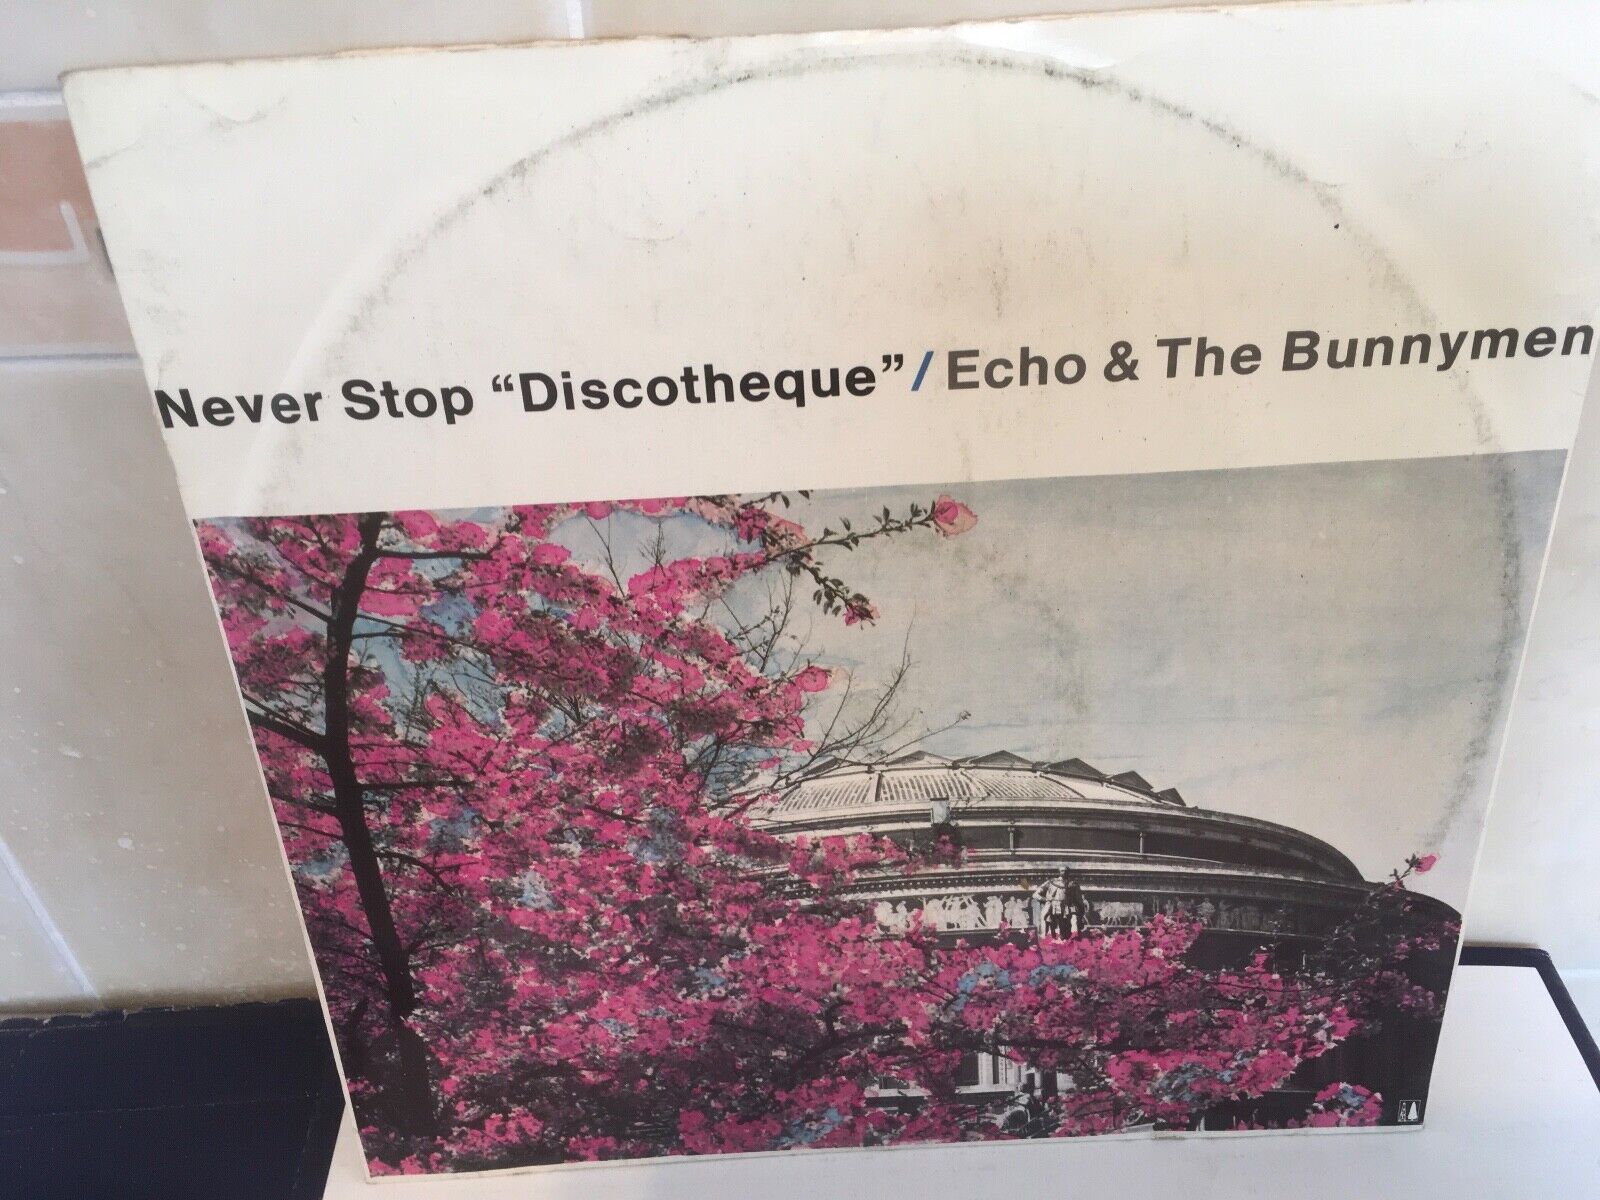 Never Stop “Discotheque” / Echo & The Bunnymen